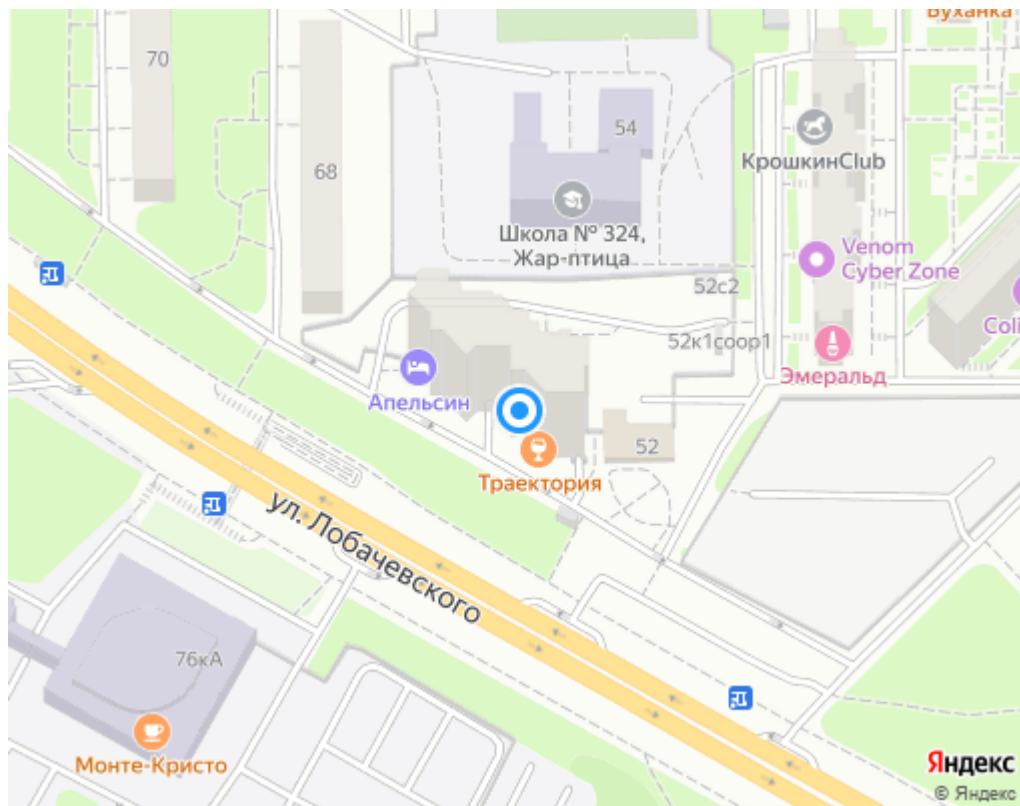 Буханка
70
54
КрошкинClub
68
Школа № 324,
Жар-птица
Venom
Cyber Zone
52с2
Coli
52к1соор1
Эмеральд
Апельсин
52
Траектория
ул. Лобачевского
76кА
Монте-Кристо
Яндекс
© Яндекс